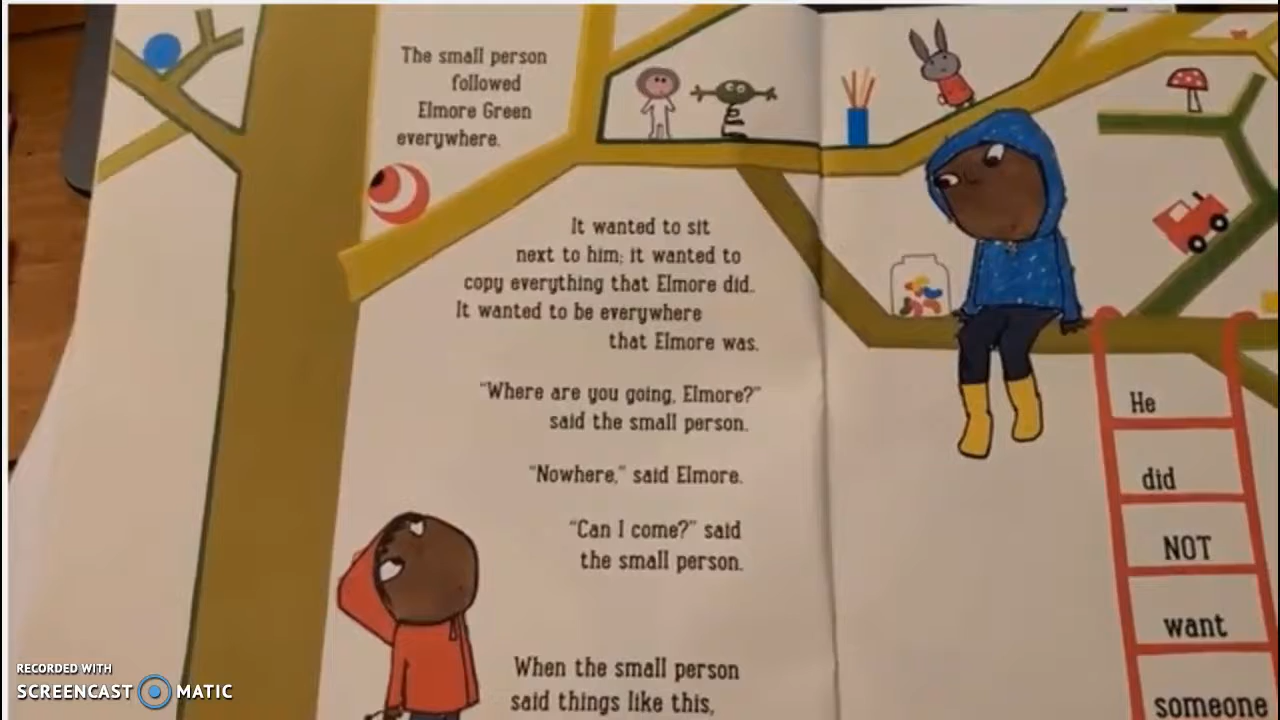 The small person
followed
Elmore Green
everywhere.
It wanted to sit
next to him; it wanted to
copy everything that Elmore did.
It wanted to be everywhere
that Elmore was.
"Where are you going, Elmore?"
said the small person.
"Nowhere," said Elmore.
"Can I come?" said
the small person.
When the small person
said things like this,
He
did
NOT
want
someone
RECORDED WITH
SCREENCAST MATIC